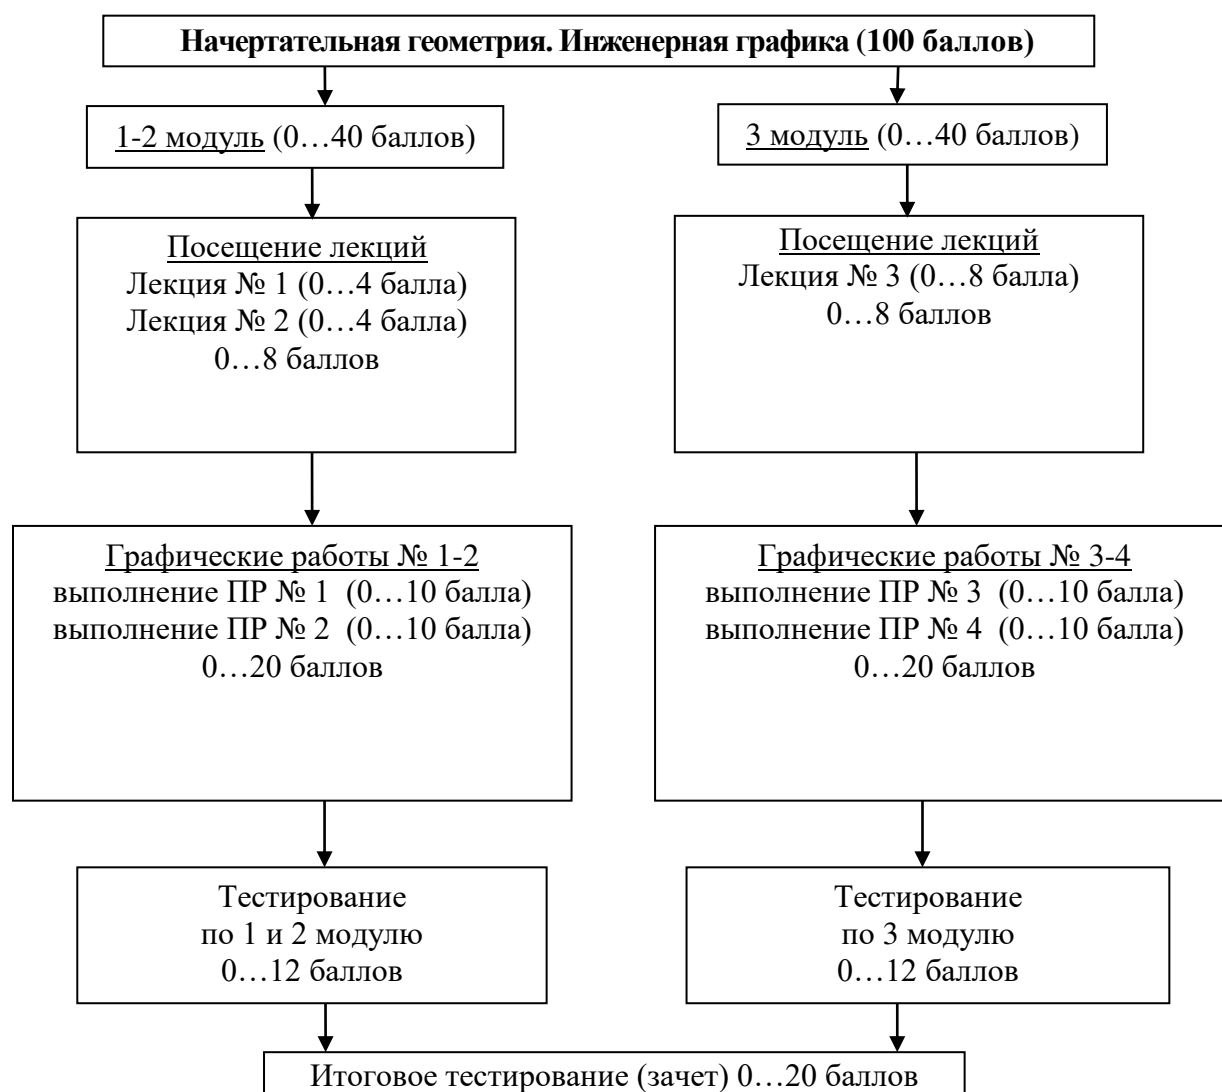 Начертательная геометрия. Инженерная графика (100 баллов)
1-2 модуль (0…40 баллов)
3 модуль (0…40 баллов)
Посещение лекций
Лекция № 1 (0…4 балла)
Лекция № 2 (0…4 балла)
0…8 баллов
Посещение лекций
Лекция № 3 (0…8 балла)
0…8 баллов
Графические работы № 1-2
выполнение ПР № 1 (0…10 балла)
выполнение ПР № 2 (0…10 балла)
0…20 баллов
Графические работы № 3-4
выполнение ПР № 3 (0…10 балла)
выполнение ПР № 4 (0…10 балла)
0…20 баллов
Тестирование
по 1 и 2 модулю
0…12 баллов
Тестирование
по 3 модулю
0…12 баллов
Итоговое тестирование (зачет) 0…20 баллов